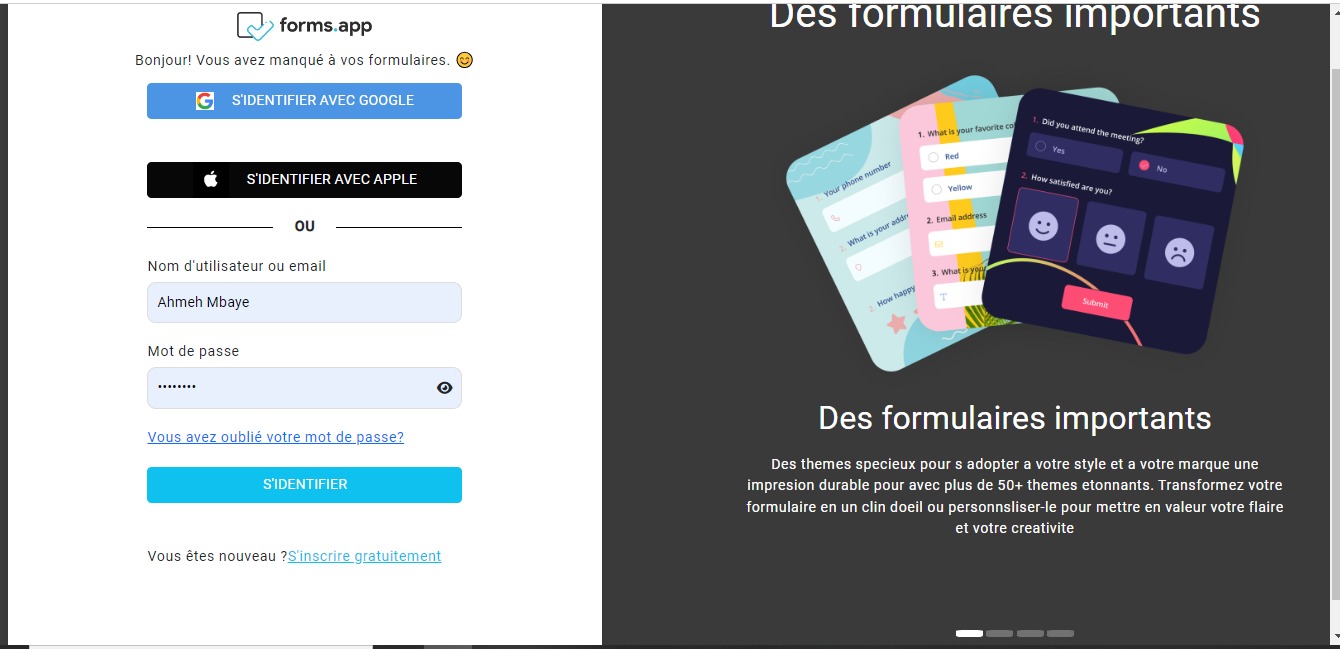 forms.app
Bonjour! Vous avez manqué à vos formulaires. 😊
S'IDENTIFIER AVEC GOOGLE
S'IDENTIFIER AVEC APPLE
OU
Nom d'utilisateur ou email
Ahmeh Mbaye
Mot de passe
••••••••
Vous avez oublié votre mot de passe?
S'IDENTIFIER
Vous êtes nouveau ?S'inscrire gratuitement
Des formulaires importants
1. Your phone number
2. What is your
3. How happy
1. What is your favorite
Red
Yellow
2. Email address
3. What is your
1. Did you attend the meeting?
Yes
No
2. How satisfied are you?
Submit
Des formulaires importants
Des themes specieux pour s adopter a votre style et a votre marque une
impresion durable pour avec plus de 50+ themes etonnants. Transformez votre
formulaire en un clin doeil ou personnsliser-le pour mettre en valeur votre flaire
et votre creativite